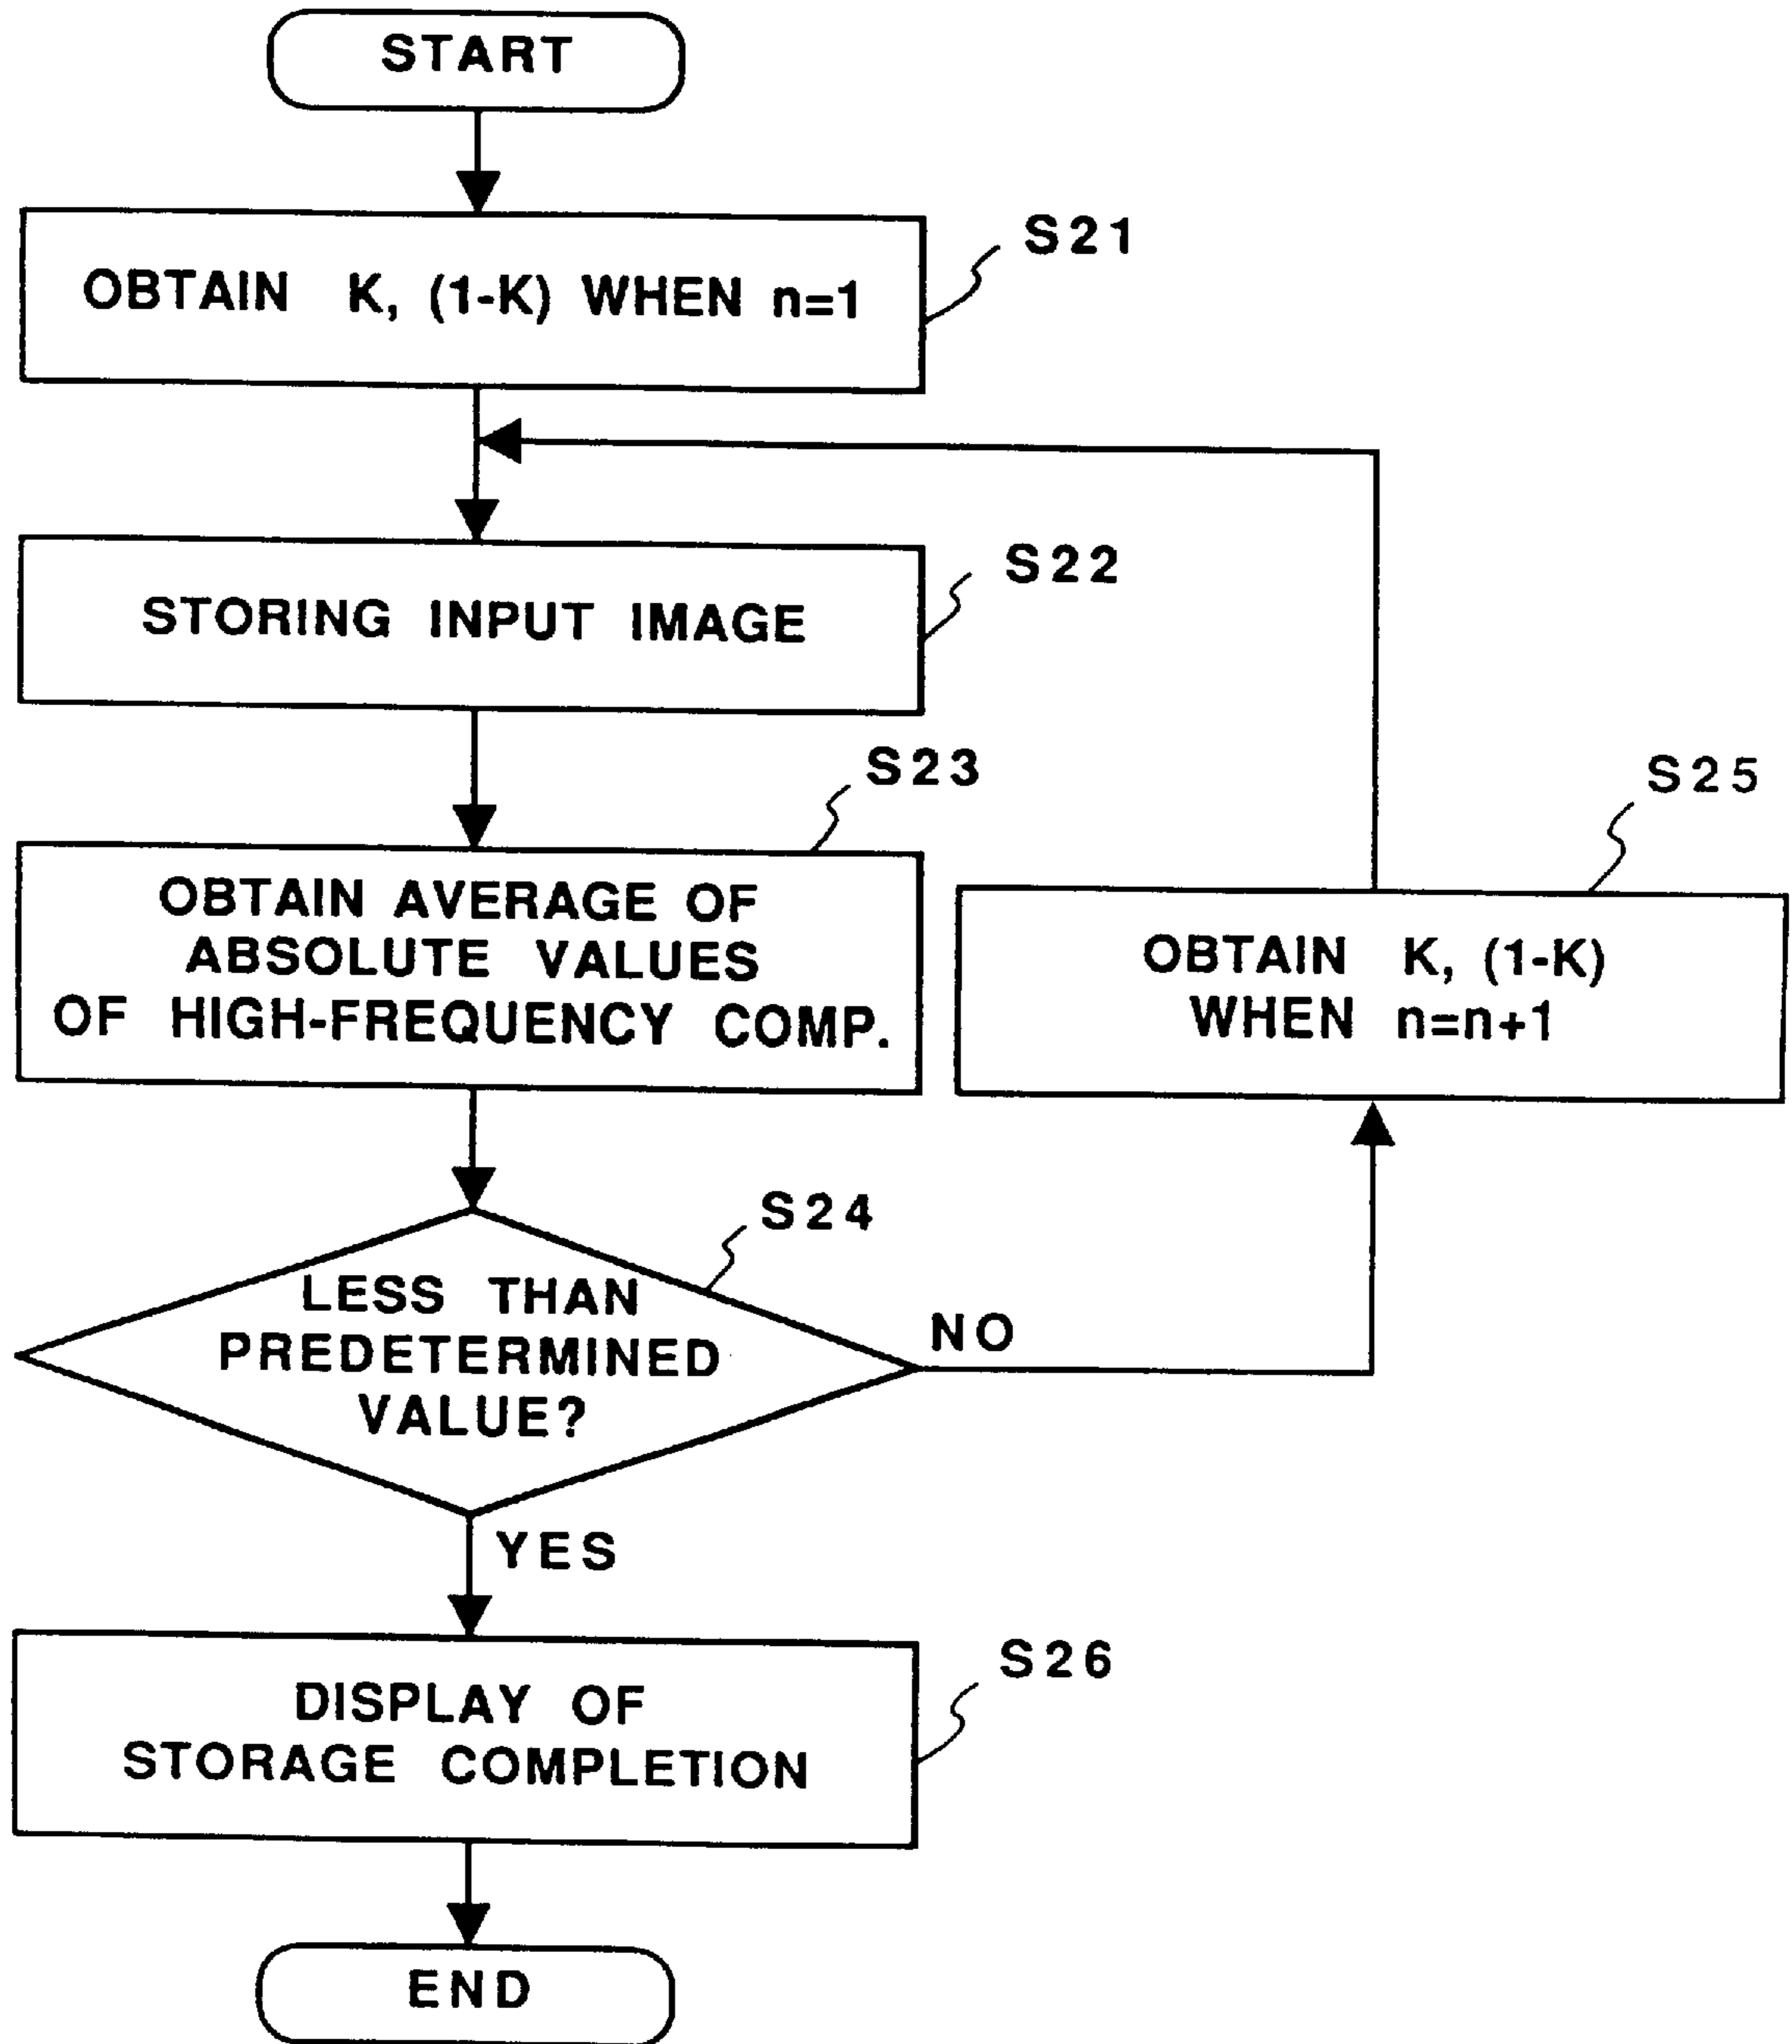 START
OBTAIN K, (1-K) WHEN n=1
S21
STORING INPUT IMAGE
S22
S23
OBTAIN AVERAGE OF
ABSOLUTE VALUES
OF HIGH-FREQUENCY COMP.
S25
OBTAIN K, (1-K)
WHEN n=n+1
S24
LESS THAN
PREDETERMINED
VALUE?
NO
YES
S26
DISPLAY OF
STORAGE COMPLETION
END